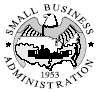 SMALL BUSINESS
ADMINISTRATION
1953